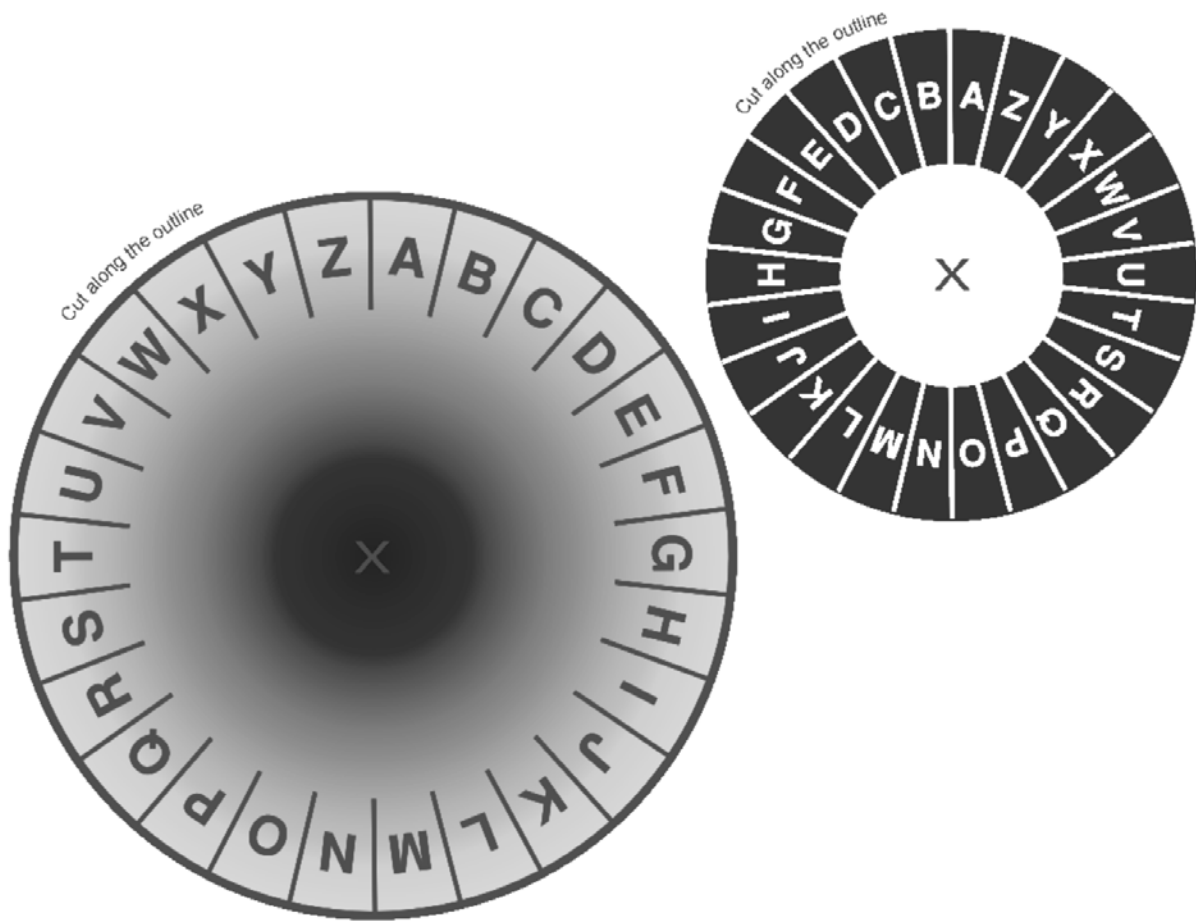 Cut along the outline
A B C D E F G H I J K L M N O P Q R S T U V W X Y Z
X
Cut along the outline
A Z Y X W V U T S R Q P O N M L K J I H G F E D C B
X